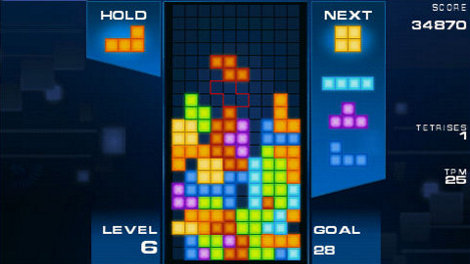 HOLD
NEXT
SCORE
34870
TETRISES
1
TPM
25
LEVEL
6
GOAL
28